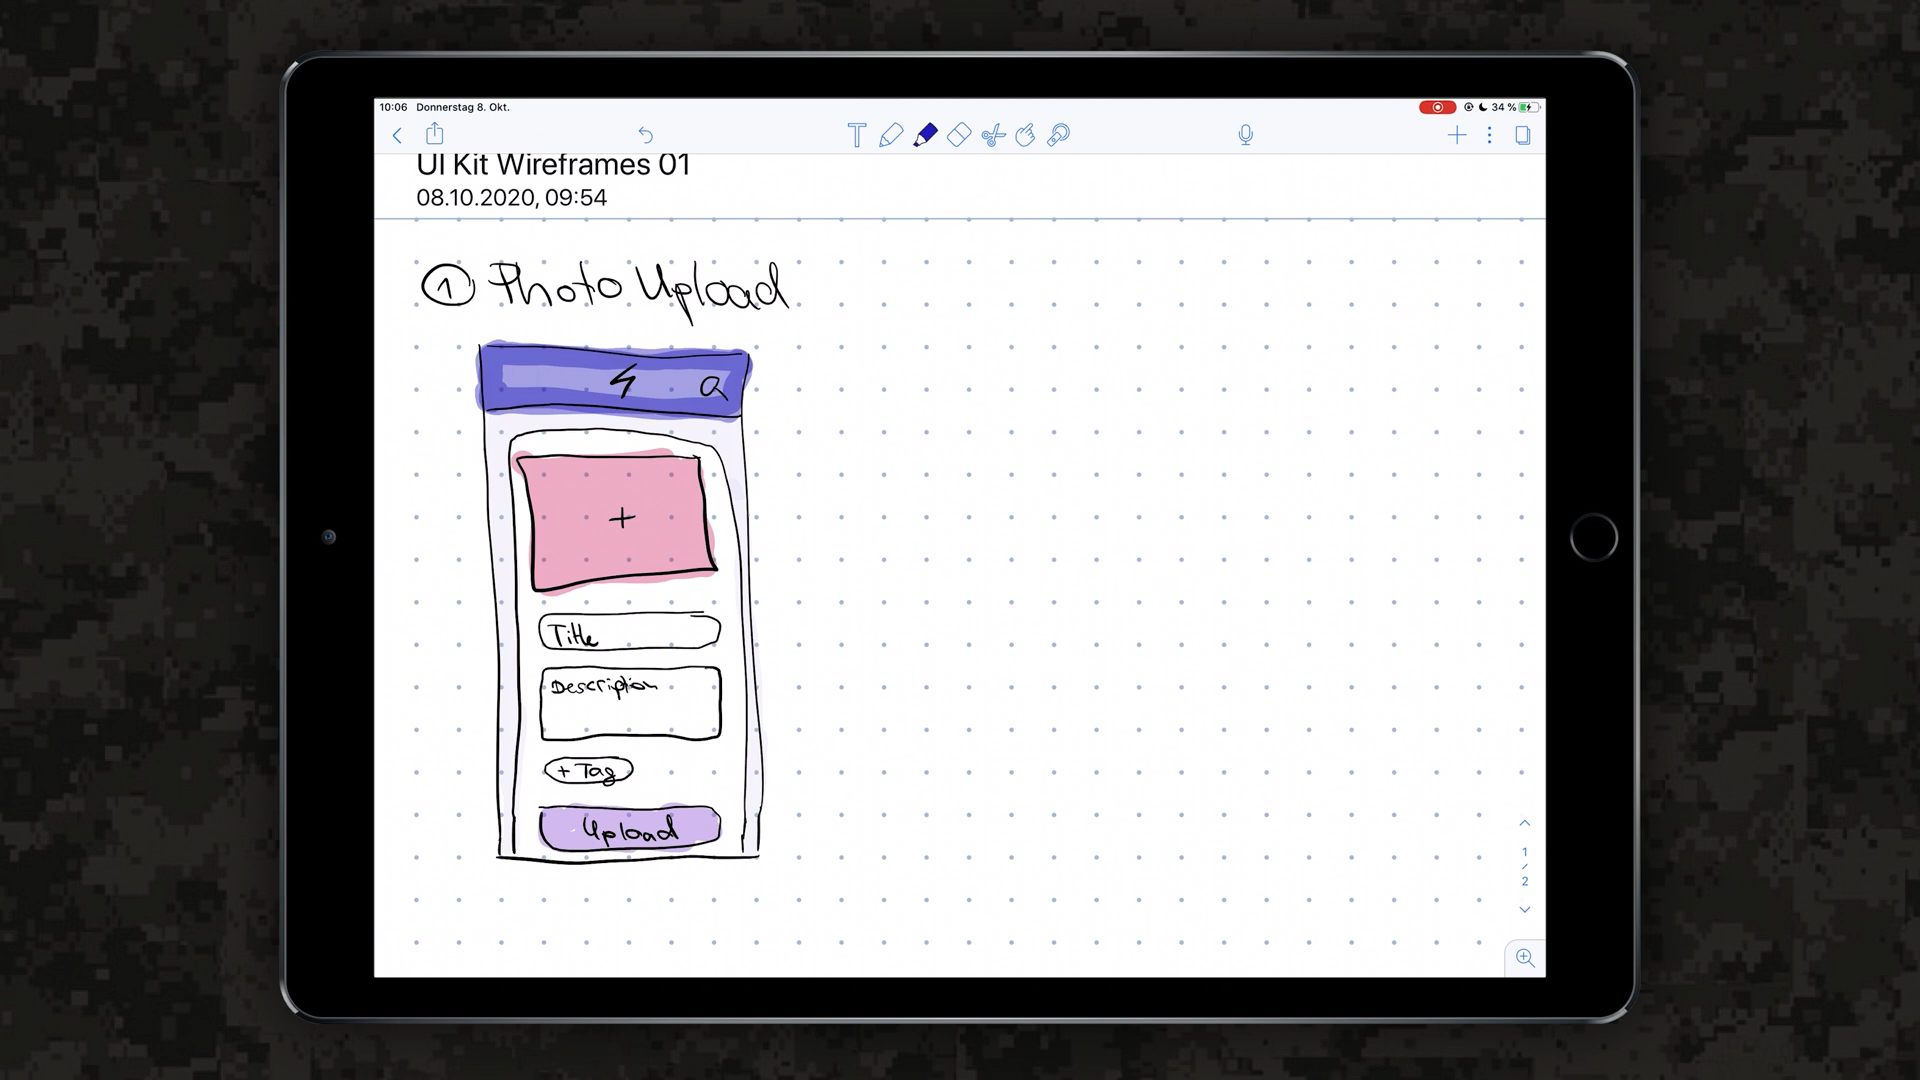 10:06 Donnerstag 8. Okt.
34 %
UI Kit Wireframes 01
08.10.2020, 09:54
1 Photo Upload
+
Title
Description
+ Tag
Upload
1
/
2